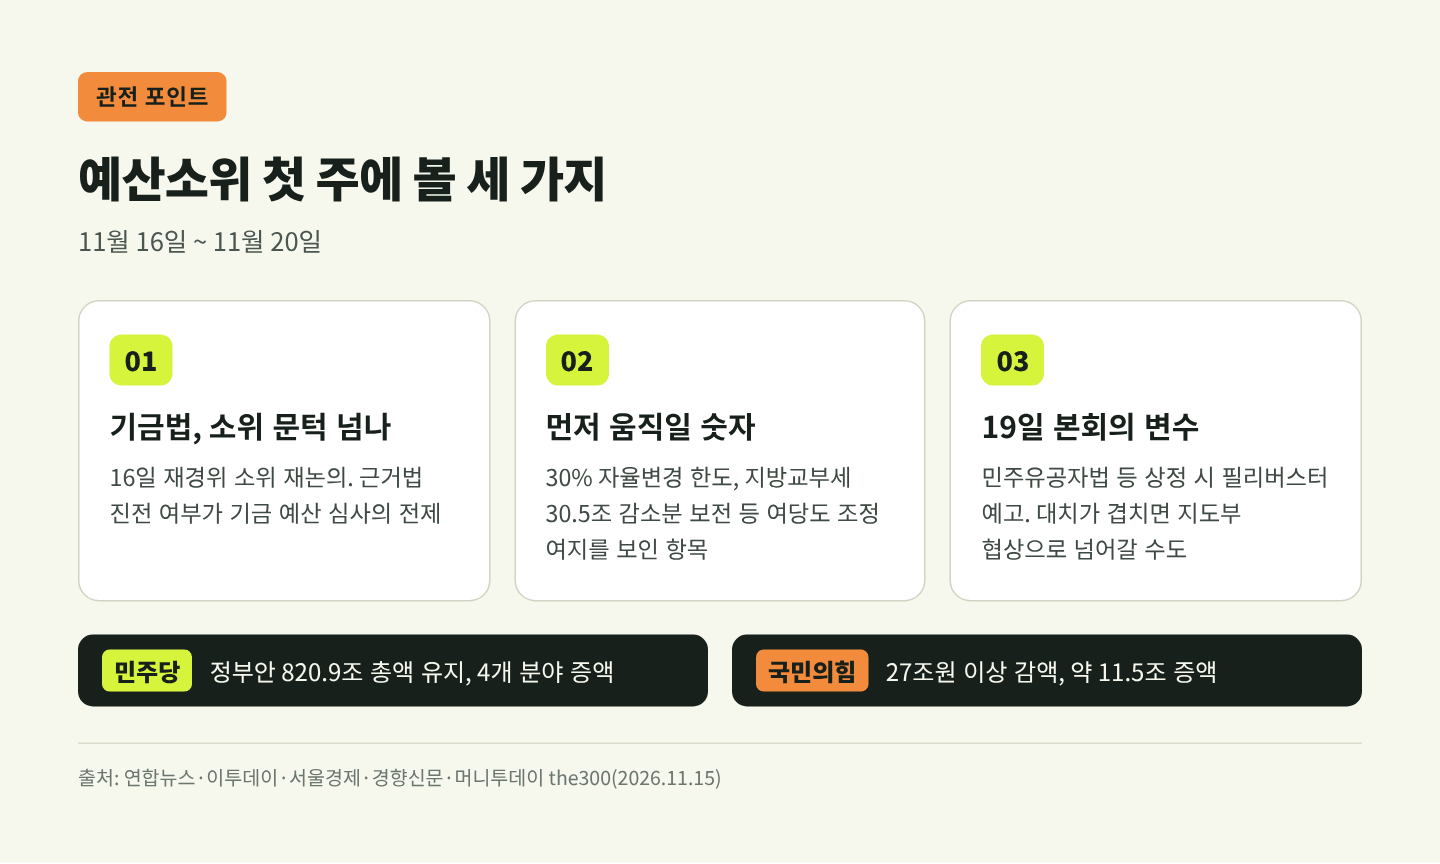 관전 포인트
예산소위 첫 주에 볼 세 가지
11월 16일 ~ 11월 20일
01
기금법, 소위 문턱 넘나
16일 재경위 소위 재논의. 근거법
진전 여부가 기금 예산 심사의 전제
02
먼저 움직일 숫자
30% 자율변경 한도, 지방교부세
30.5조 감소분 보전 등 여당도 조정
여지를 보인 항목
03
19일 본회의 변수
민주유공자법 등 상정 시 필리버스터
예고. 대치가 겹치면 지도부
협상으로 넘어갈 수도
민주당 정부안 820.9조 총액 유지, 4개 분야 증액
국민의힘 27조원 이상 감액, 약 11.5조 증액
출처: 연합뉴스·이투데이·서울경제·경향신문·머니투데이 the300(2026.11.15)